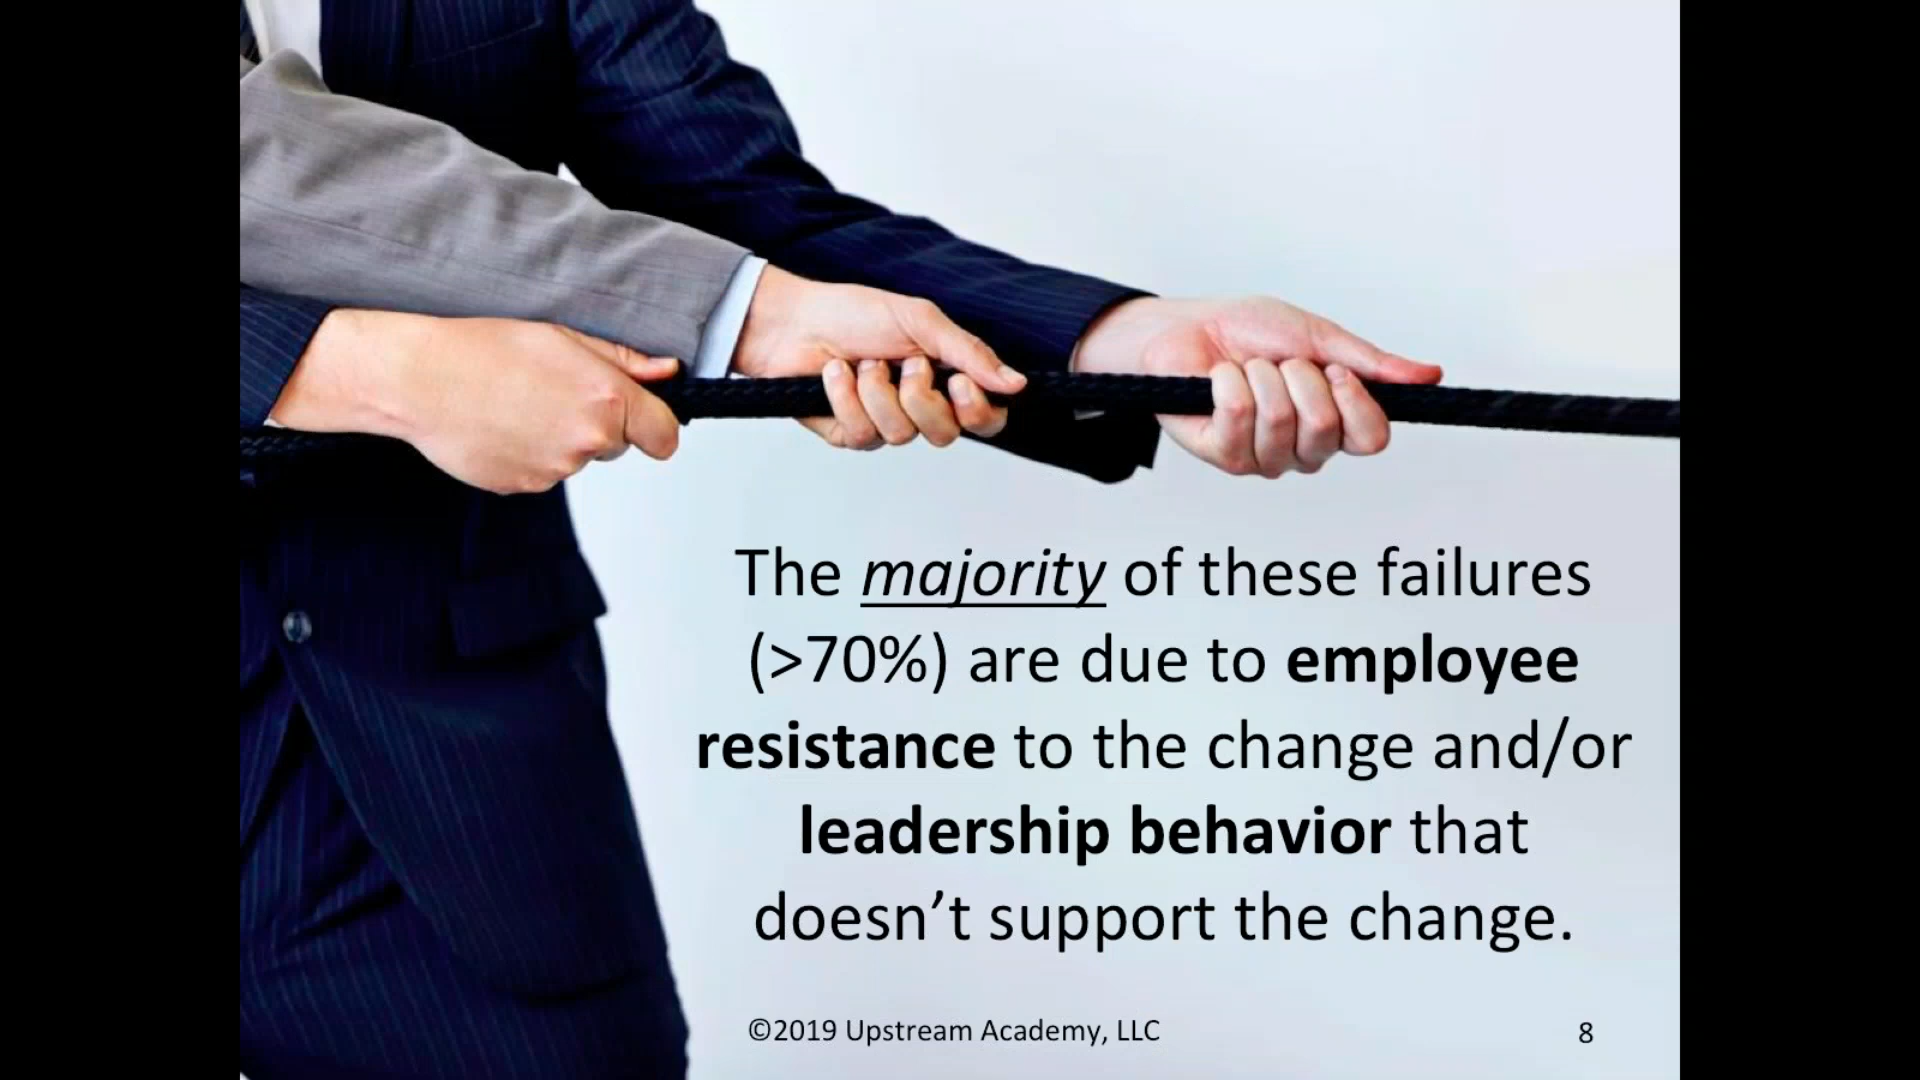 The majority of these failures
(>70%) are due to employee
resistance to the change and/or
leadership behavior that
doesn’t support the change.
©2019 Upstream Academy, LLC
8